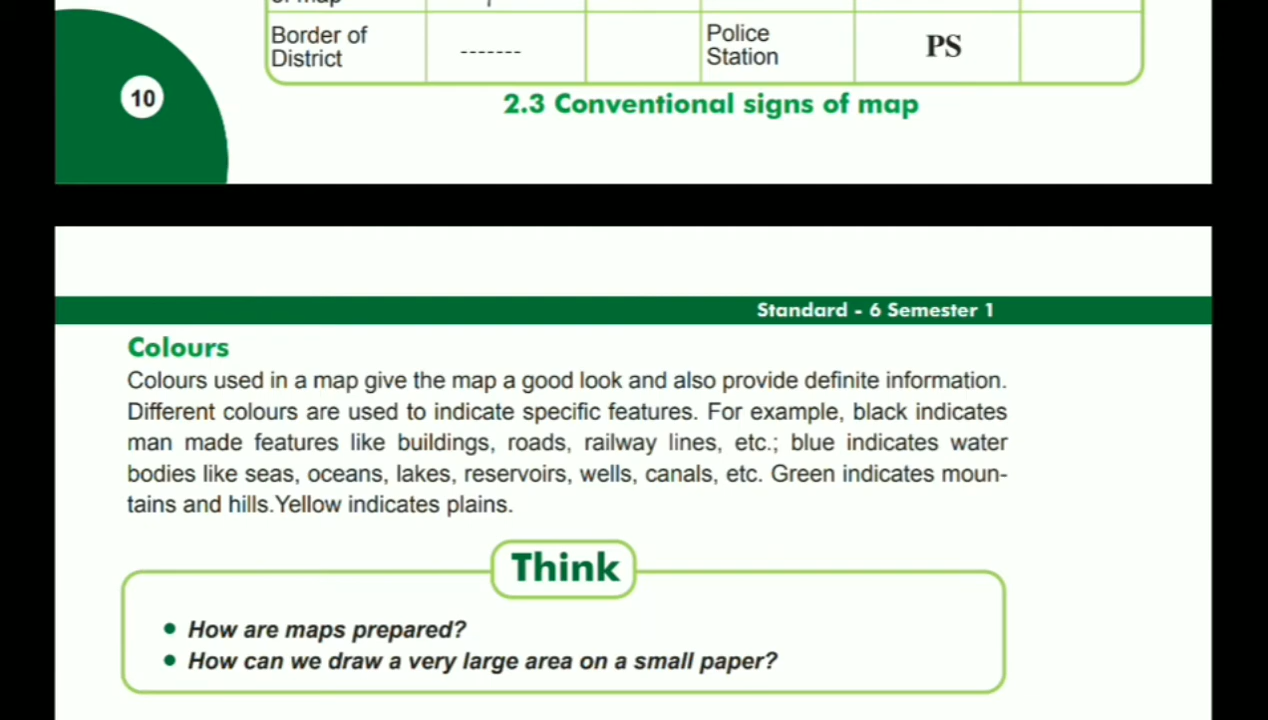 of map
Border of
District
-------
Police
Station
PS
10
2.3 Conventional signs of map
Standard - 6 Semester 1
Colours
Colours used in a map give the map a good look and also provide definite information.
Different colours are used to indicate specific features. For example, black indicates
man made features like buildings, roads, railway lines, etc.; blue indicates water
bodies like seas, oceans, lakes, reservoirs, wells, canals, etc. Green indicates moun-
tains and hills.Yellow indicates plains.
Think
• How are maps prepared?
• How can we draw a very large area on a small paper?